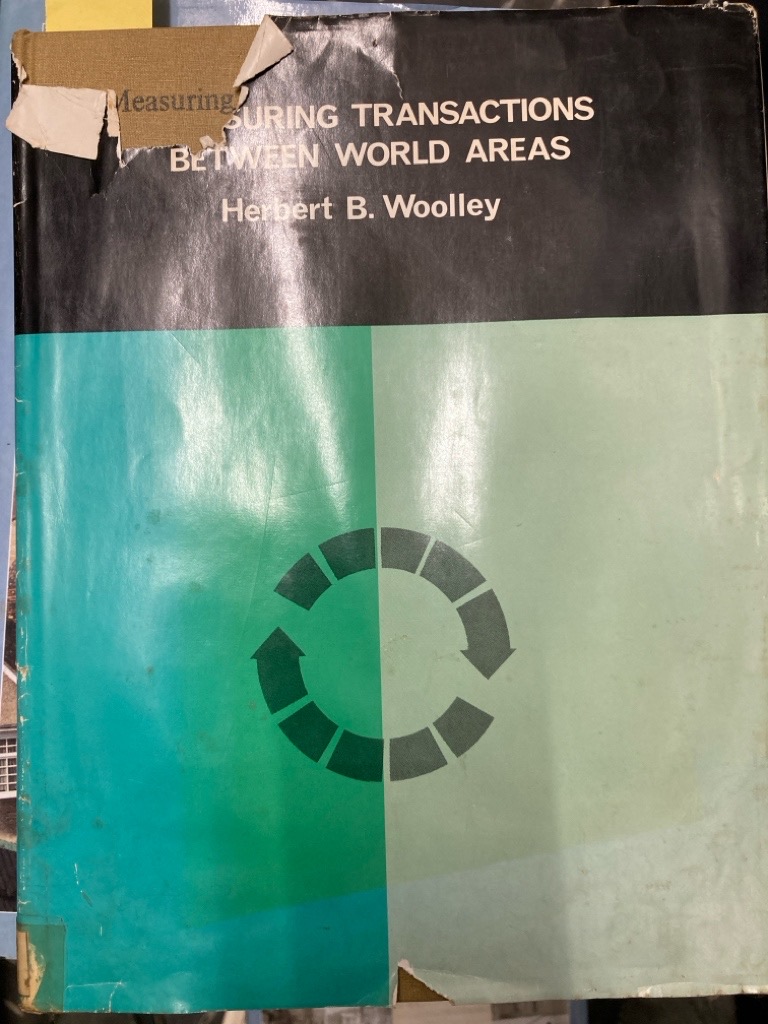 Measuring
SURING TRANSACTIONS
BETWEEN WORLD AREAS
Herbert B. Woolley